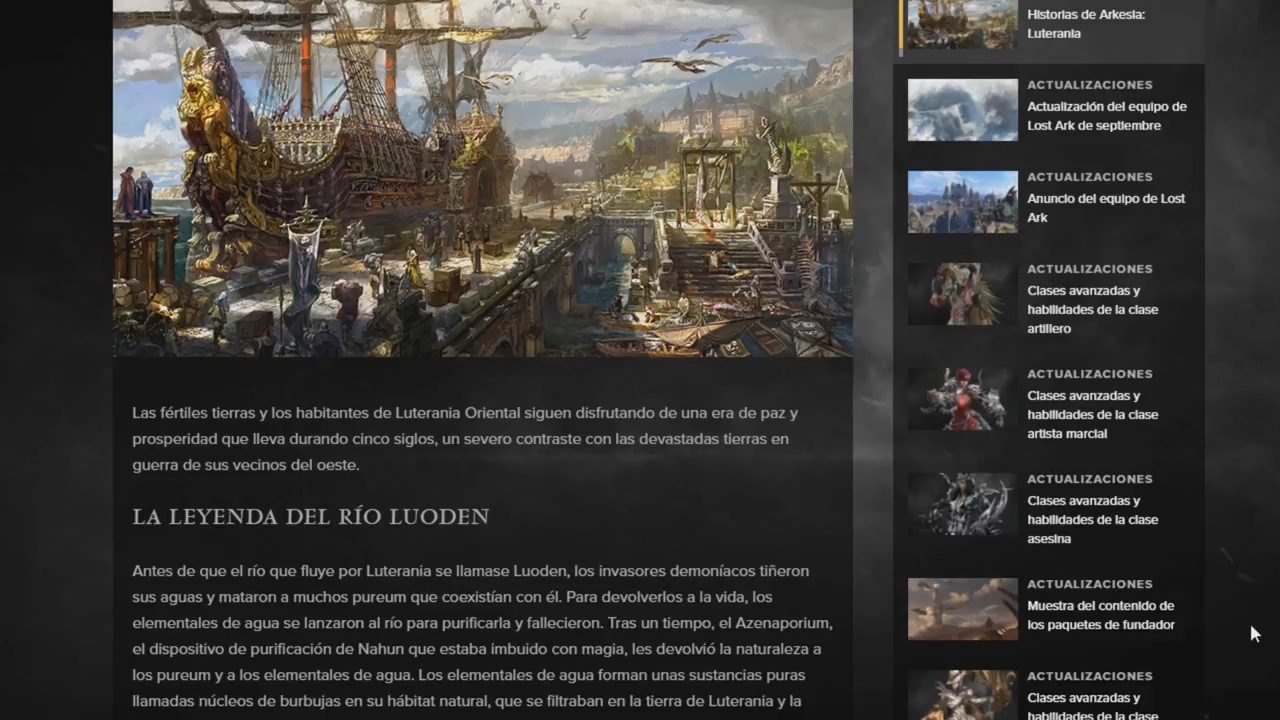 Las fértiles tierras y los habitantes de Luterania Oriental siguen disfrutando de una era de paz y
prosperidad que lleva durando cinco siglos, un severo contraste con las devastadas tierras en
guerra de sus vecinos del oeste.
LA LEYENDA DEL RÍO LUODEN
Antes de que el río que fluye por Luterania se llamase Luoden, los invasores demoníacos tiñeron
sus aguas y mataron a muchos pureum que coexistían con él. Para devolverlos a la vida, los
elementales de agua se lanzaron al río para purificarla y fallecieron. Tras un tiempo, el Azenaporium,
el dispositivo de purificación de Nahun que estaba imbuido con magia, les devolvió la naturaleza a
los pureum y a los elementales de agua. Los elementales de agua forman unas sustancias puras
llamadas núcleos de burbujas en su hábitat natural, que se filtraban en la tierra de Luterania y la
Historias de Arkesia:
Luterania
ACTUALIZACIONES
Actualización del equipo de
Lost Ark de septiembre
ACTUALIZACIONES
Anuncio del equipo de Lost
Ark
ACTUALIZACIONES
Clases avanzadas y
habilidades de la clase
artillero
ACTUALIZACIONES
Clases avanzadas y
habilidades de la clase
artista marcial
ACTUALIZACIONES
Clases avanzadas y
habilidades de la clase
asesina
ACTUALIZACIONES
Muestra del contenido de
los paquetes de fundador
ACTUALIZACIONES
Clases avanzadas y
habilidades de la clase